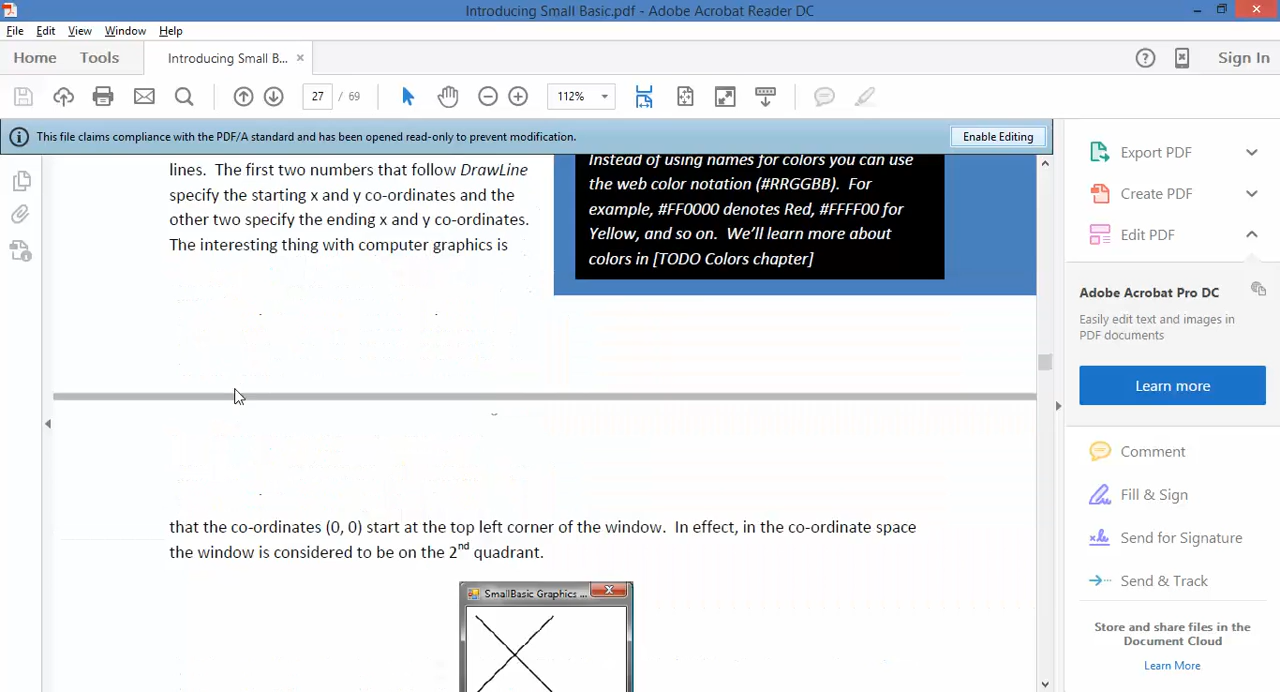 Introducing Small Basic.pdf - Adobe Acrobat Reader DC
File Edit View Window Help
Home Tools Introducing Small B... × Sign In
27 / 69 112%
This file claims compliance with the PDF/A standard and has been opened read-only to prevent modification. Enable Editing
lines. The first two numbers that follow DrawLine
specify the starting x and y co-ordinates and the
other two specify the ending x and y co-ordinates.
The interesting thing with computer graphics is
Instead of using names for colors you can use
the web color notation (#RRGGBB). For
example, #FF0000 denotes Red, #FFFF00 for
Yellow, and so on. We'll learn more about
colors in [TODO Colors chapter]
that the co-ordinates (0, 0) start at the top left corner of the window. In effect, in the co-ordinate space
the window is considered to be on the 2nd quadrant.
SmallBasic Graphics ...
Export PDF
Create PDF
Edit PDF
Adobe Acrobat Pro DC
Easily edit text and images in
PDF documents
Learn more
Comment
Fill & Sign
Send for Signature
Send & Track
Store and share files in the
Document Cloud
Learn More